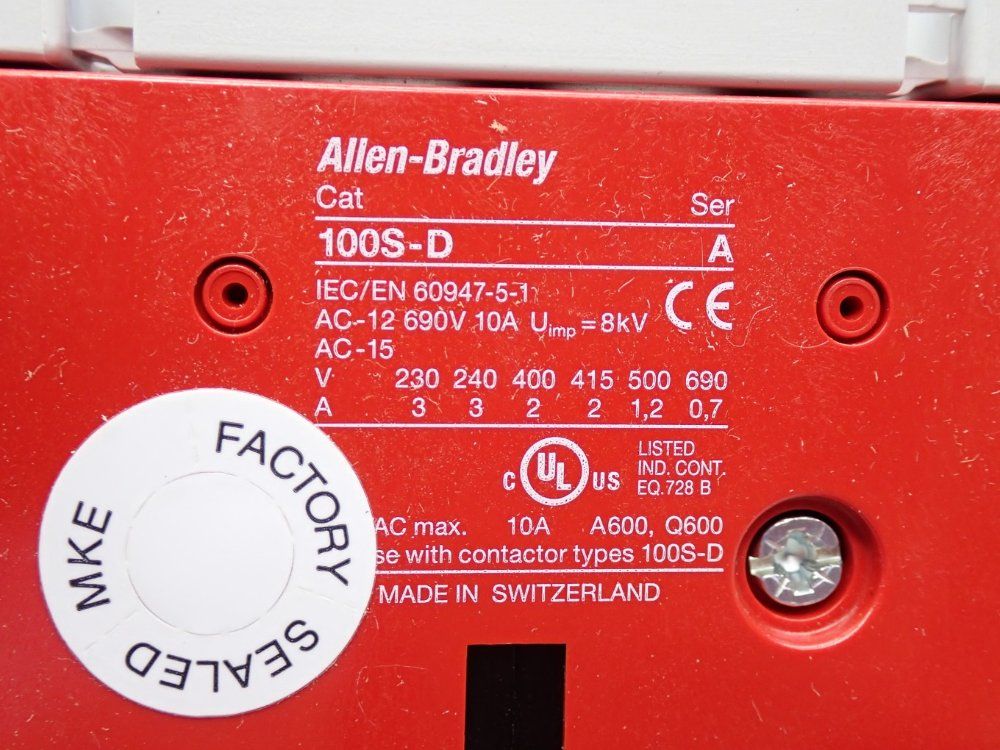 Allen-Bradley
Cat Ser
100S-D A
IEC/EN 60947-5-1 CE
AC-12 690V 10A Uimp = 8kV
AC-15
V 230 240 400 415 500 690
A 3 3 2 2 1,2 0,7
C UL US
LISTED
IND. CONT.
EQ.728 B
AC max. 10A A600, Q600
with contactor types 100S-D
MADE IN SWITZERLAND
MKE FACTORY SEALED